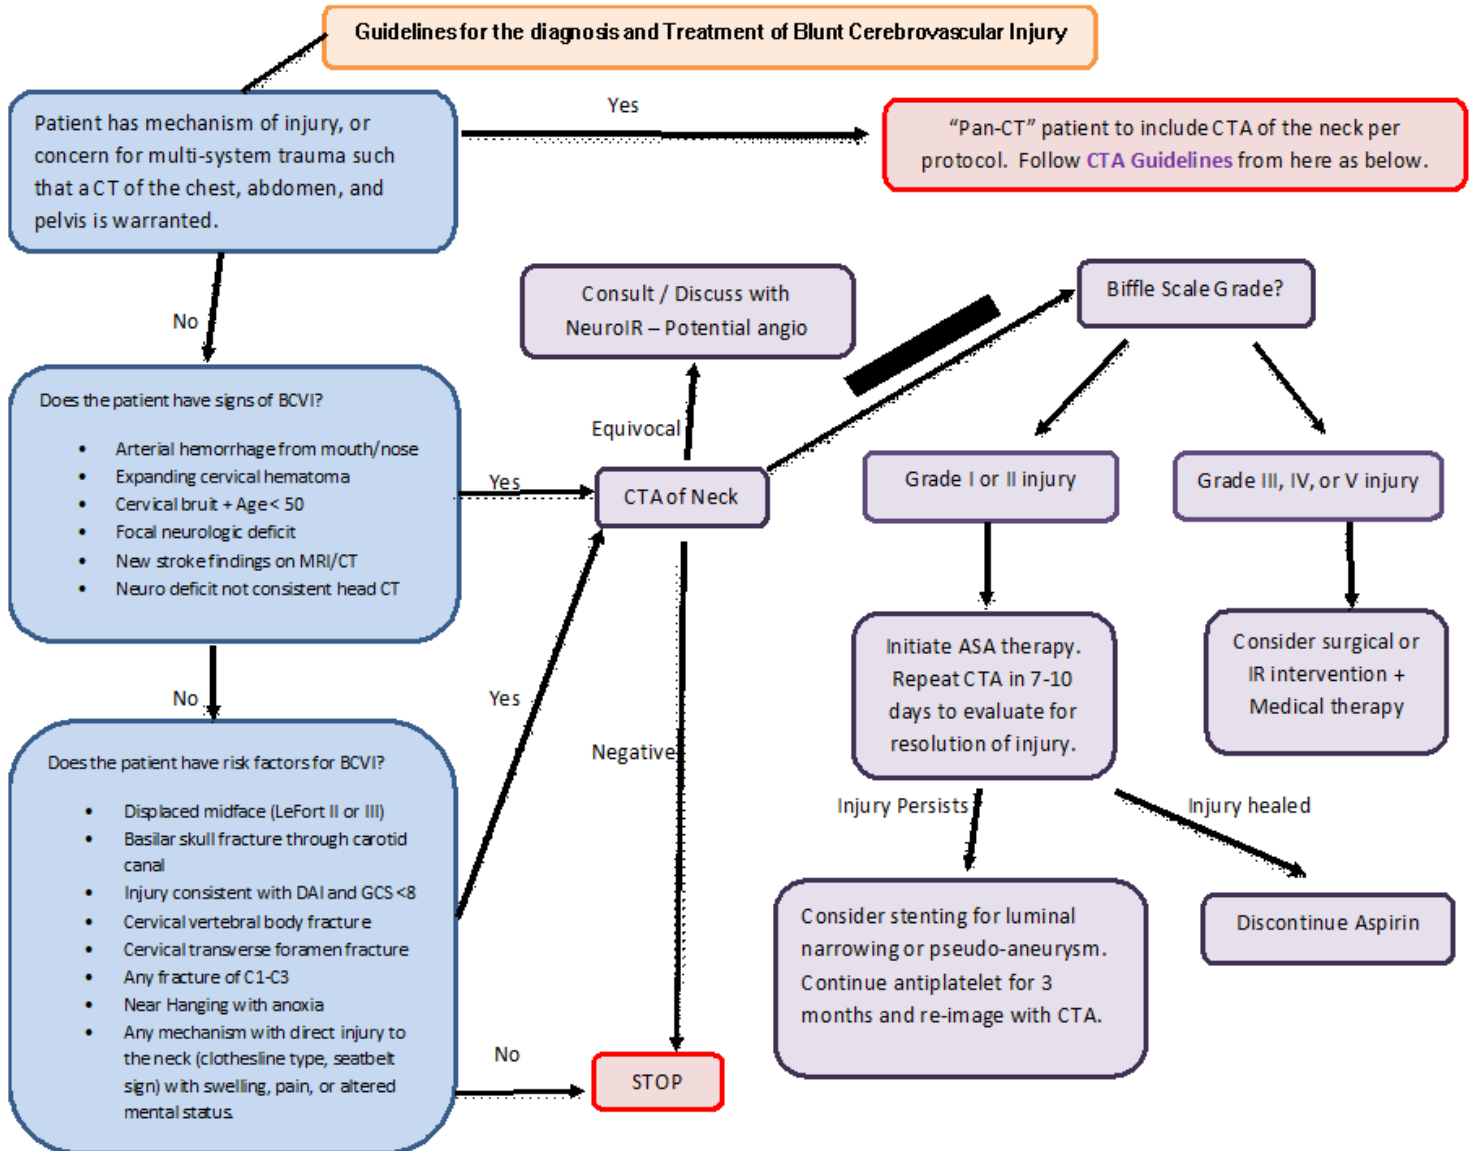 Guidelines for the diagnosis and Treatment of Blunt Cerebrovascular Injury
Patient has mechanism of injury, or
concern for multi-system trauma such
that a CT of the chest, abdomen, and
pelvis is warranted.
Yes
"Pan-CT" patient to include CTA of the neck per
protocol. Follow CTA Guidelines from here as below.
No
Does the patient have signs of BCVI?
• Arterial hemorrhage from mouth/nose
• Expanding cervical hematoma
• Cervical bruit + Age < 50
• Focal neurologic deficit
• New stroke findings on MRI/CT
• Neuro deficit not consistent head CT
Yes
No
Does the patient have risk factors for BCVI?
• Displaced midface (LeFort II or III)
• Basilar skull fracture through carotid
canal
• Injury consistent with DAI and GCS <8
• Cervical vertebral body fracture
• Cervical transverse foramen fracture
• Any fracture of C1-C3
• Near Hanging with anoxia
• Any mechanism with direct injury to
the neck (clothesline type, seatbelt
sign) with swelling, pain, or altered
mental status.
Yes
No
CTA of Neck
Equivocal
Consult / Discuss with
NeuroIR – Potential angio
Negative
STOP
Biffle Scale Grade?
Grade I or II injury
Grade III, IV, or V injury
Initiate ASA therapy.
Repeat CTA in 7-10
days to evaluate for
resolution of injury.
Consider surgical or
IR intervention +
Medical therapy
Injury Persists
Injury healed
Consider stenting for luminal
narrowing or pseudo-aneurysm.
Continue antiplatelet for 3
months and re-image with CTA.
Discontinue Aspirin